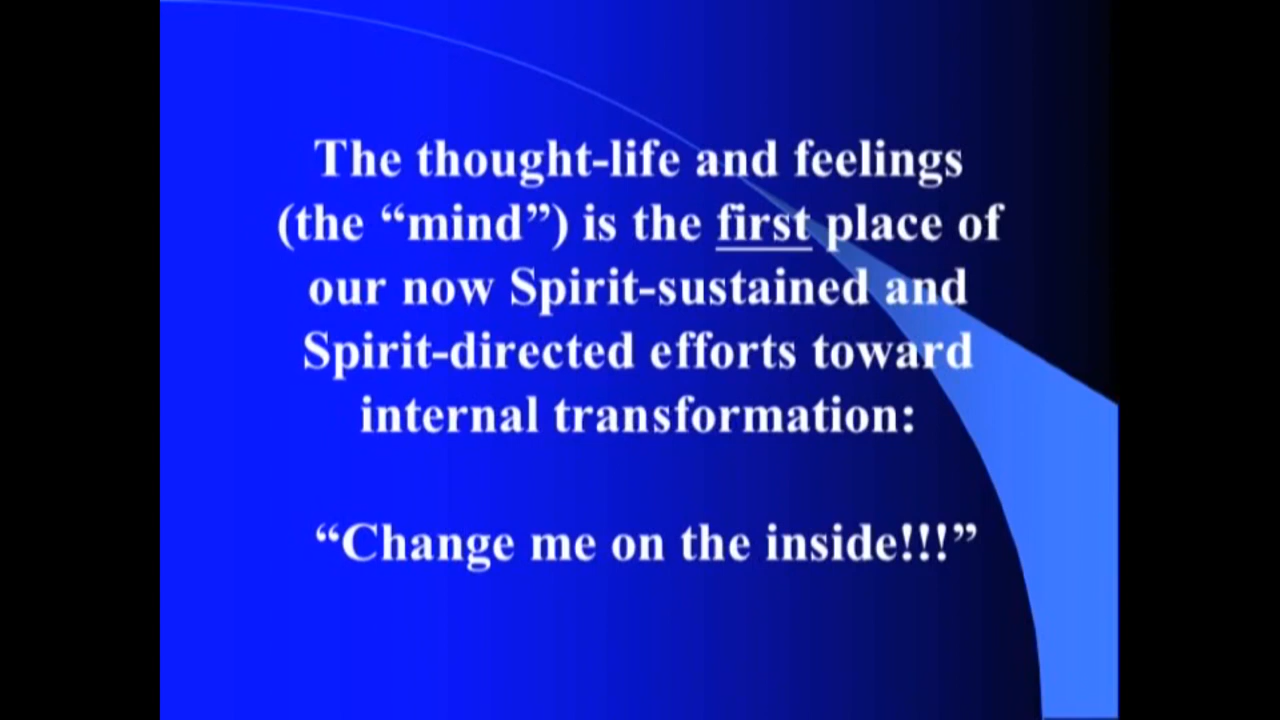 The thought-life and feelings
(the “mind”) is the first place of
our now Spirit-sustained and
Spirit-directed efforts toward
internal transformation:
“Change me on the inside!!!”